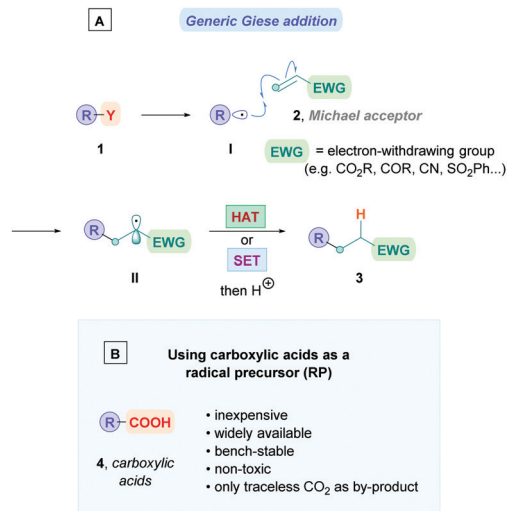 A
Generic Giese addition
R–Y
R
EWG
1
I
2, Michael acceptor
EWG = electron-withdrawing group
(e.g. CO₂R, COR, CN, SO₂Ph...)
R
EWG
HAT
or
SET
then H⊕
H
R
EWG
II
3
B
Using carboxylic acids as a
radical precursor (RP)
R–COOH
4, carboxylic
acids
• inexpensive
• widely available
• bench-stable
• non-toxic
• only traceless CO₂ as by-product